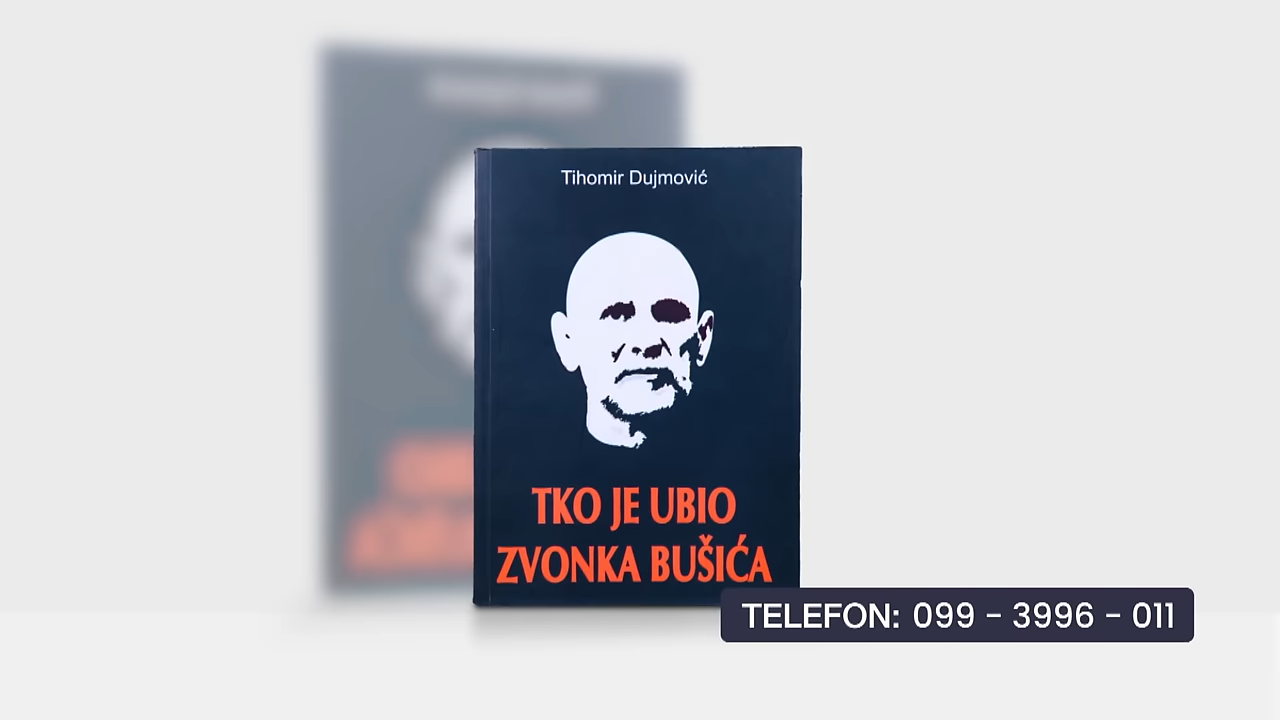 Tihomir Dujmović
TKO JE UBIO
ZVONKA BUŠIĆA
TELEFON: 099 - 3996 - 011